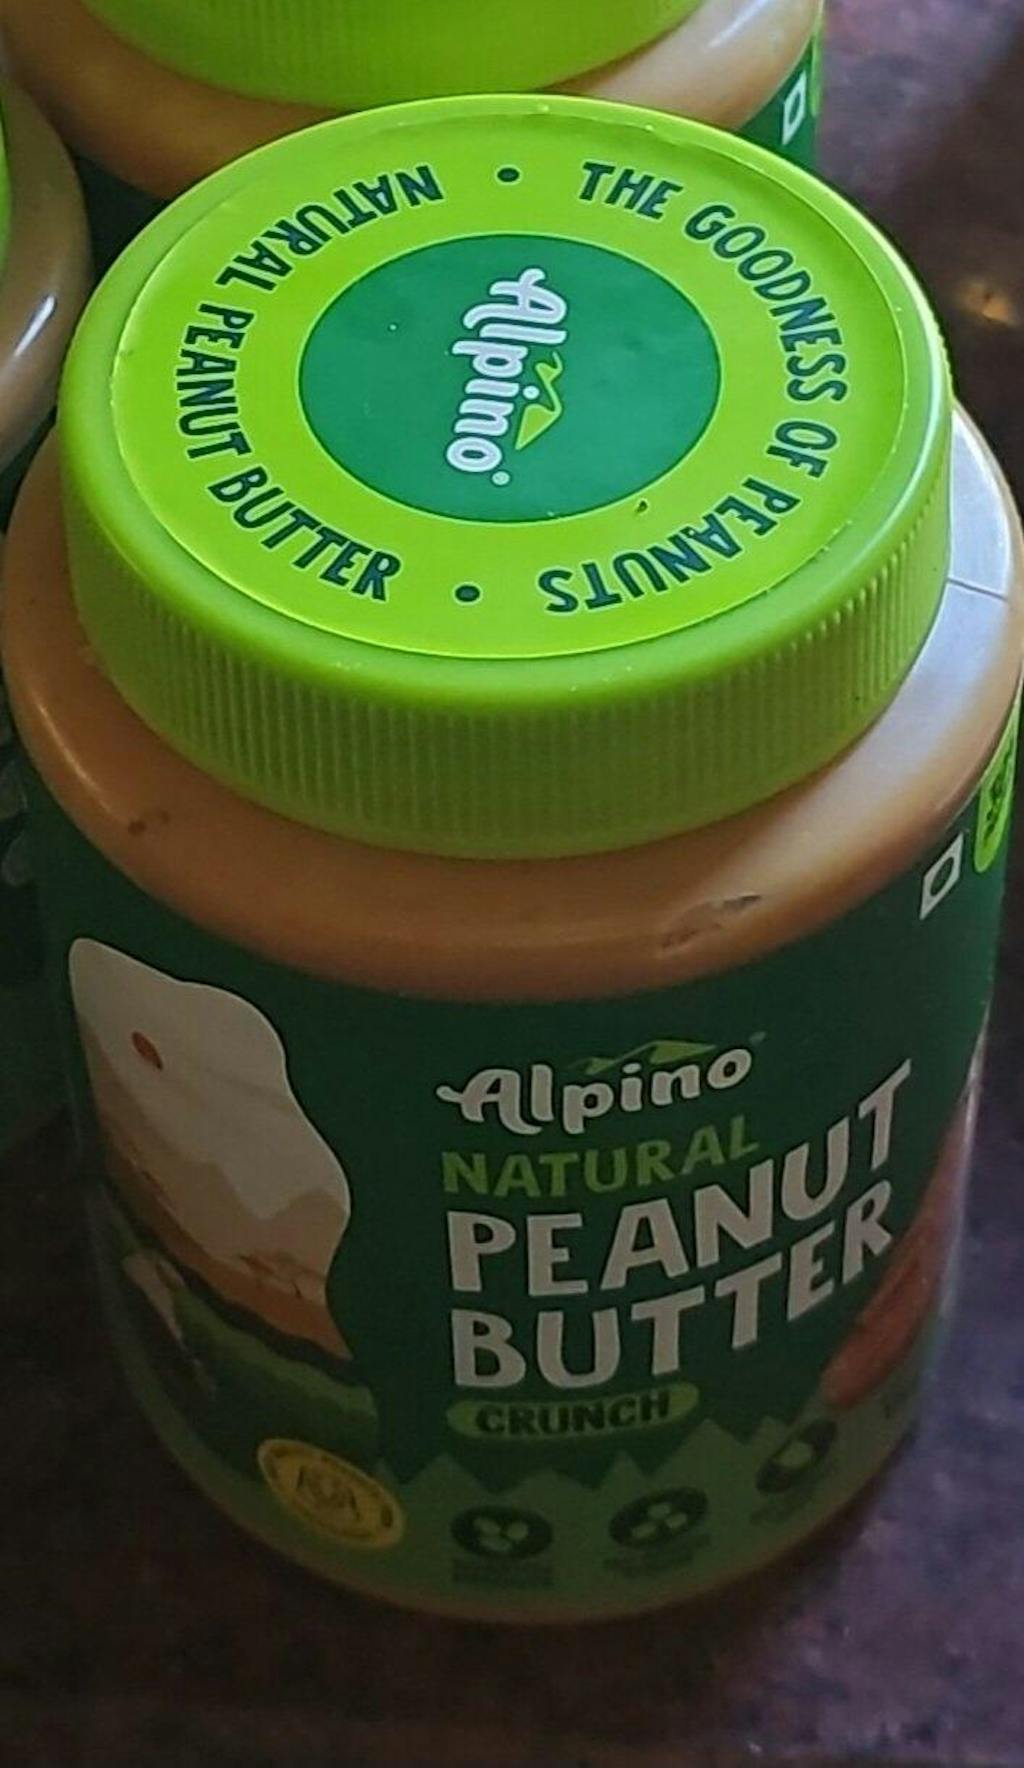 THE GOODNESS OF PEANUTS
NATURAL PEANUT BUTTER
Alpino
Alpino
NATURAL
PEANUT
BUTTER
CRUNCH